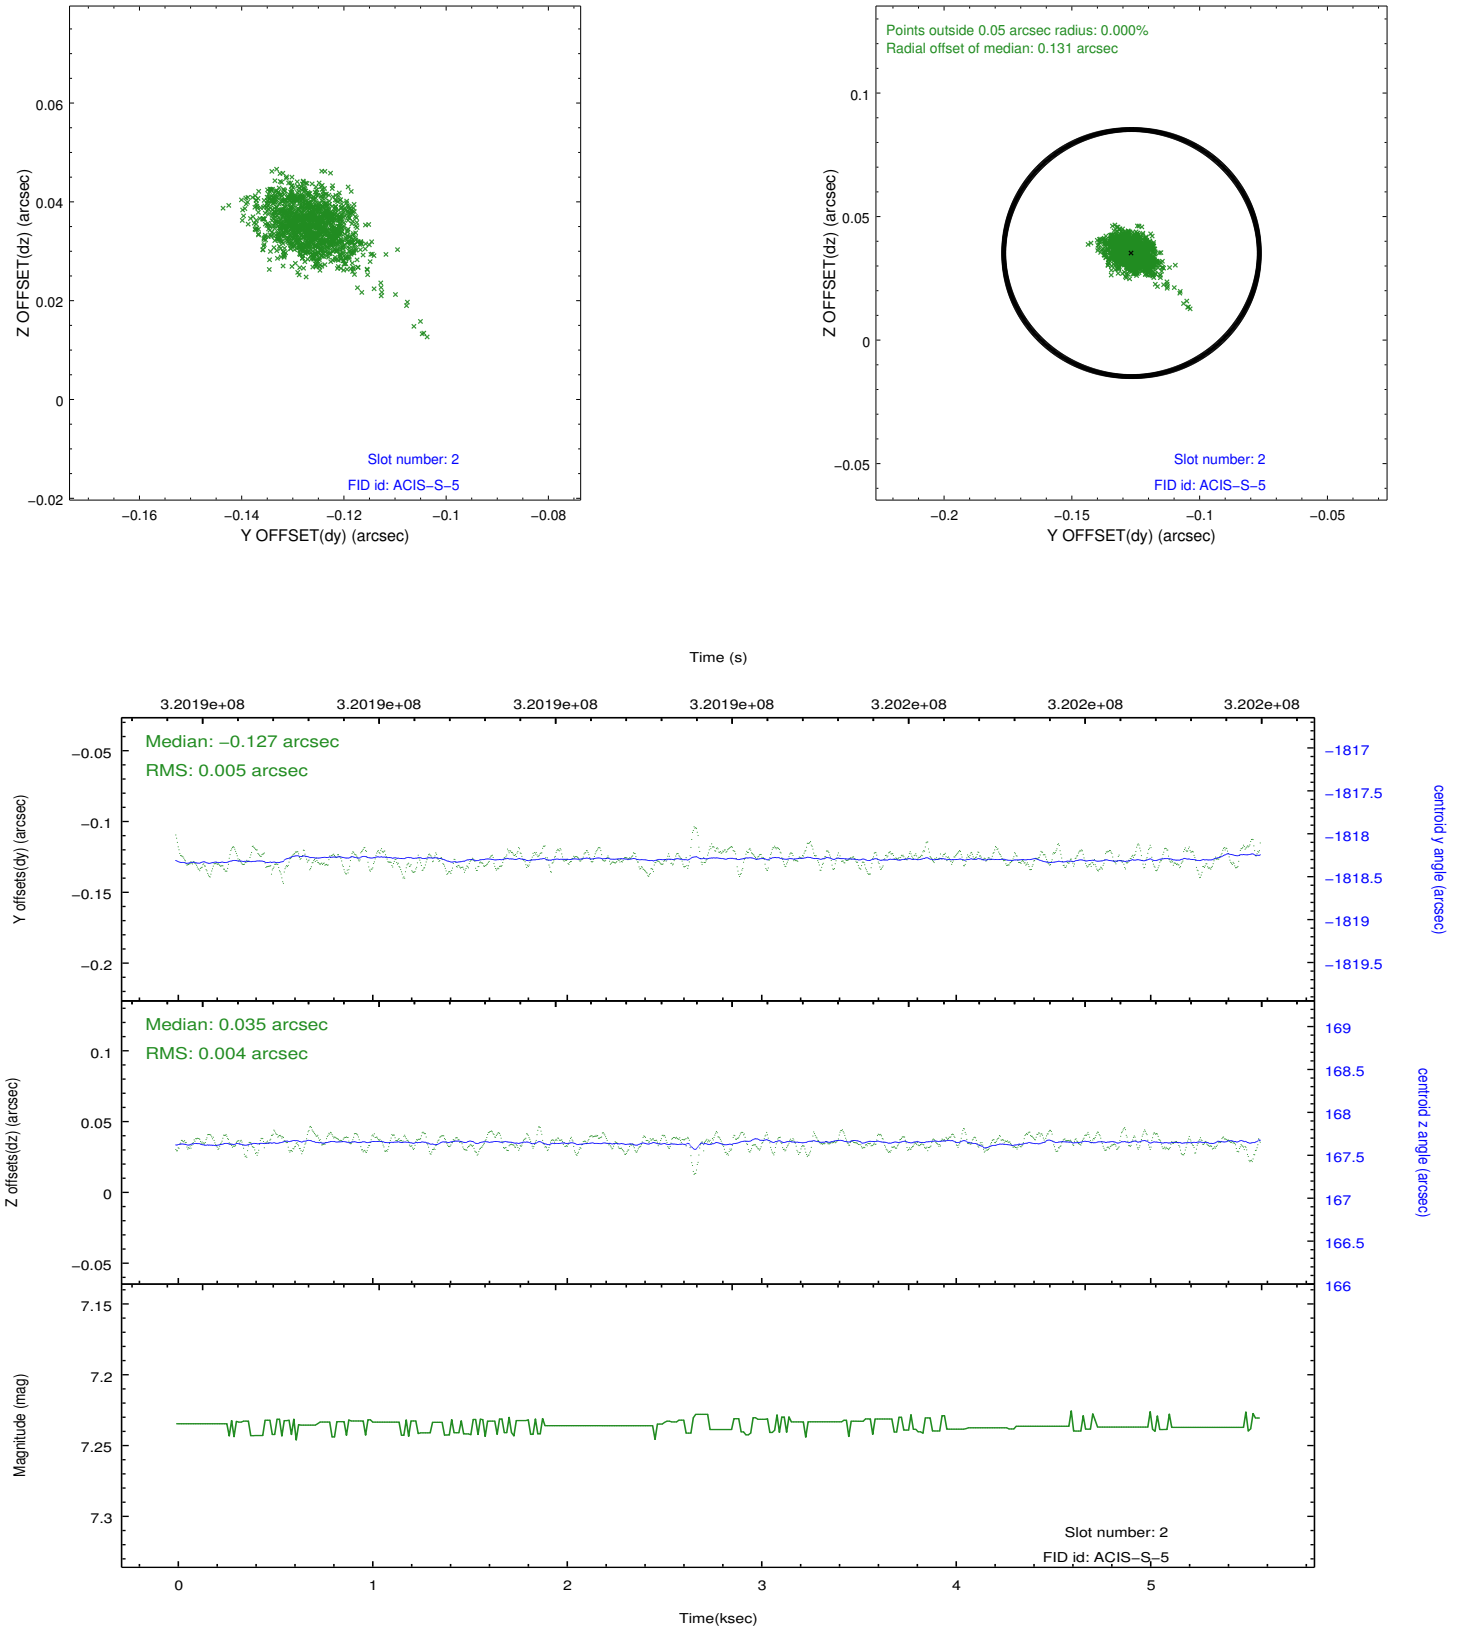 0.06
0.04
0.02
0
−0.02
Z OFFSET(dz) (arcsec)
Slot number: 2
FID id: ACIS−S−5
−0.16
−0.14
−0.12
−0.1
−0.08
Y OFFSET(dy) (arcsec)
Points outside 0.05 arcsec radius: 0.000%
Radial offset of median: 0.131 arcsec
0.1
0.05
0
−0.05
Z OFFSET(dz) (arcsec)
Slot number: 2
FID id: ACIS−S−5
−0.2
−0.15
−0.1
−0.05
Y OFFSET(dy) (arcsec)
Time (s)
3.2019e+08
3.2019e+08
3.2019e+08
3.2019e+08
3.202e+08
3.202e+08
3.202e+08
Median: −0.127 arcsec
RMS: 0.005 arcsec
−0.05
−0.1
−0.15
−0.2
Y offsets(dy) (arcsec)
−1817
−1817.5
−1818
−1818.5
−1819
−1819.5
centroid y angle (arcsec)
Median: 0.035 arcsec
RMS: 0.004 arcsec
0.1
0.05
0
−0.05
Z offsets(dz) (arcsec)
169
168.5
168
167.5
167
166.5
166
centroid z angle (arcsec)
7.15
7.2
7.25
7.3
Magnitude (mag)
Slot number: 2
FID id: ACIS−S−5
0
1
2
3
4
5
Time(ksec)